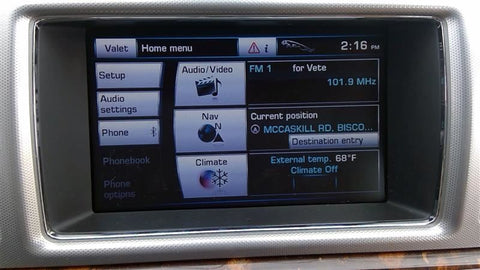 Valet Home menu i 2:16 PM
Setup
Audio/Video
FM 1 for Vete
101.9 MHz
Audio
settings
Nav
N
Current position
A MCCASKILL RD, BISCO...
Destination entry
Phone
Phonebook
Climate
External temp. 68°F
Climate Off
Phone
options